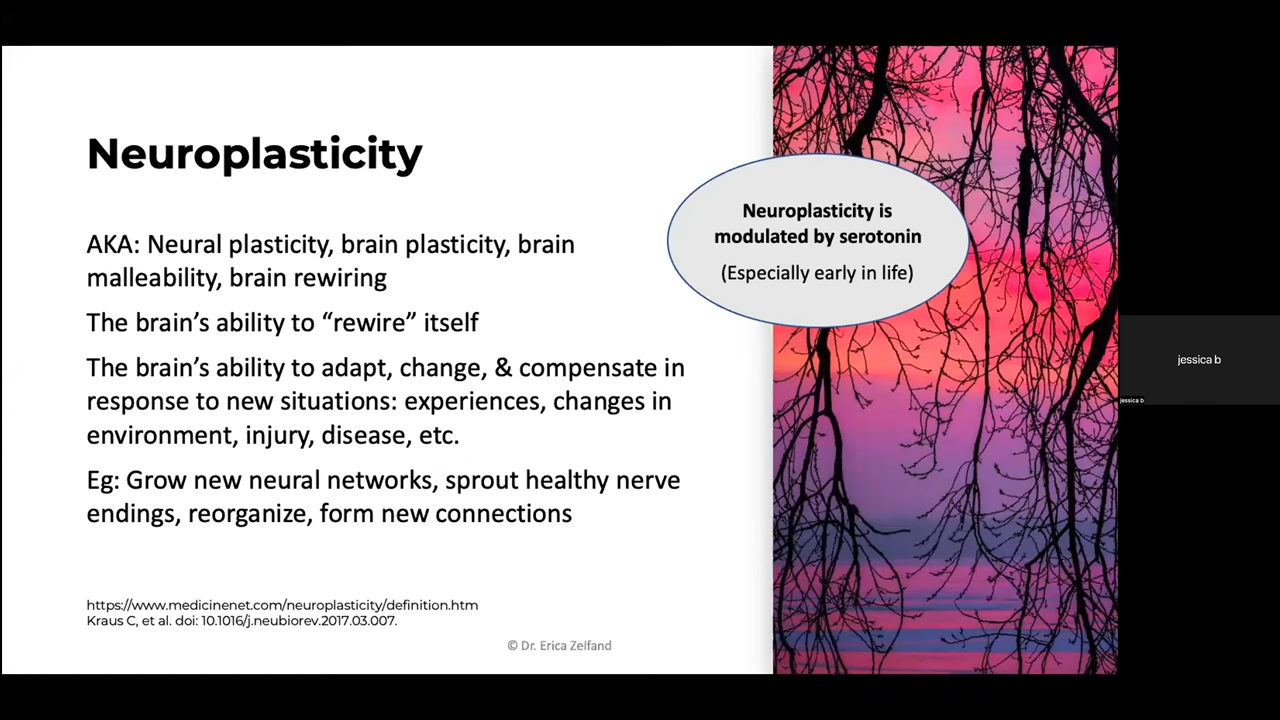 Neuroplasticity
AKA: Neural plasticity, brain plasticity, brain
malleability, brain rewiring
The brain’s ability to “rewire” itself
The brain’s ability to adapt, change, & compensate in
response to new situations: experiences, changes in
environment, injury, disease, etc.
Eg: Grow new neural networks, sprout healthy nerve
endings, reorganize, form new connections
https://www.medicinenet.com/neuroplasticity/definition.htm
Kraus C, et al. doi: 10.1016/j.neubiorev.2017.03.007.
© Dr. Erica Zelfand
Neuroplasticity is
modulated by serotonin
(Especially early in life)
jessica b
jessica b